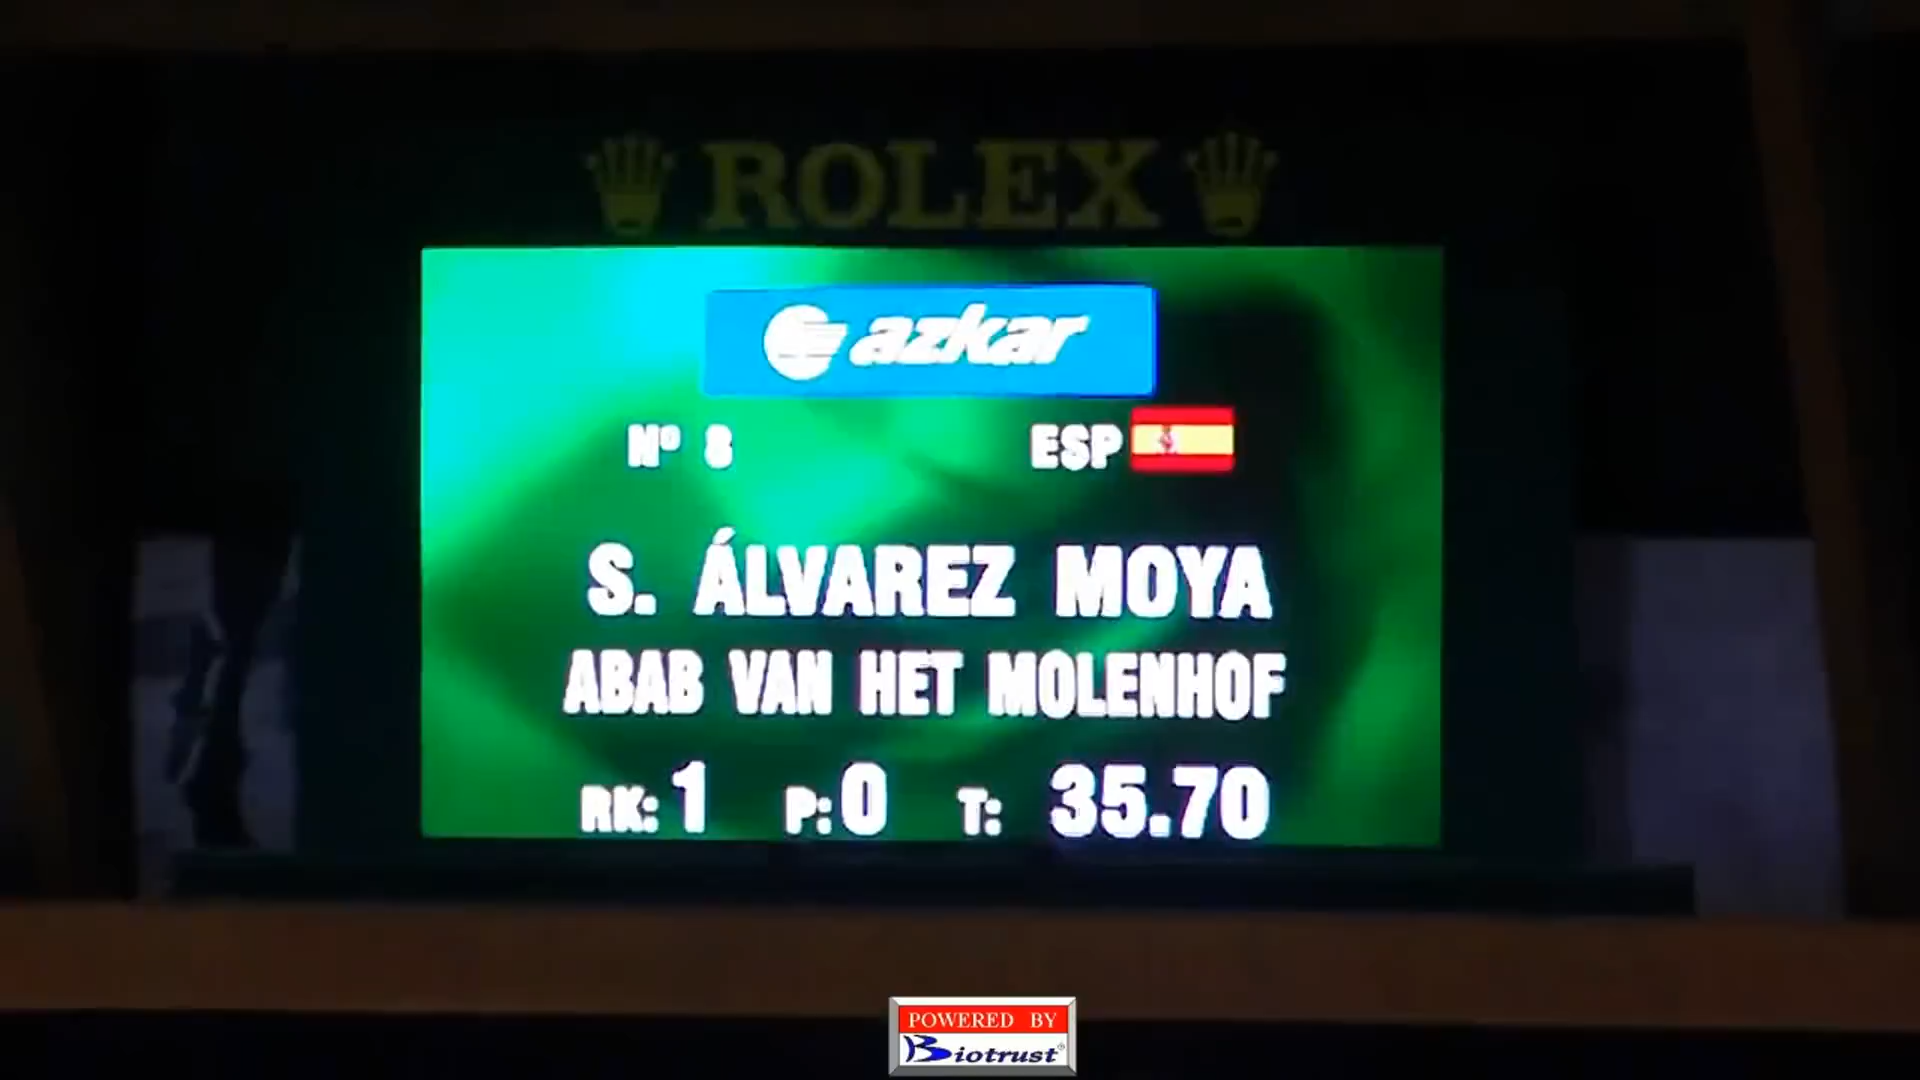 ROLEX
azkar
Nº 8 ESP
S. ÁLVAREZ MOYA
ABAB VAN HET MOLENHOF
RK: 1 P: 0 T: 35.70
POWERED BY
Biotrust®